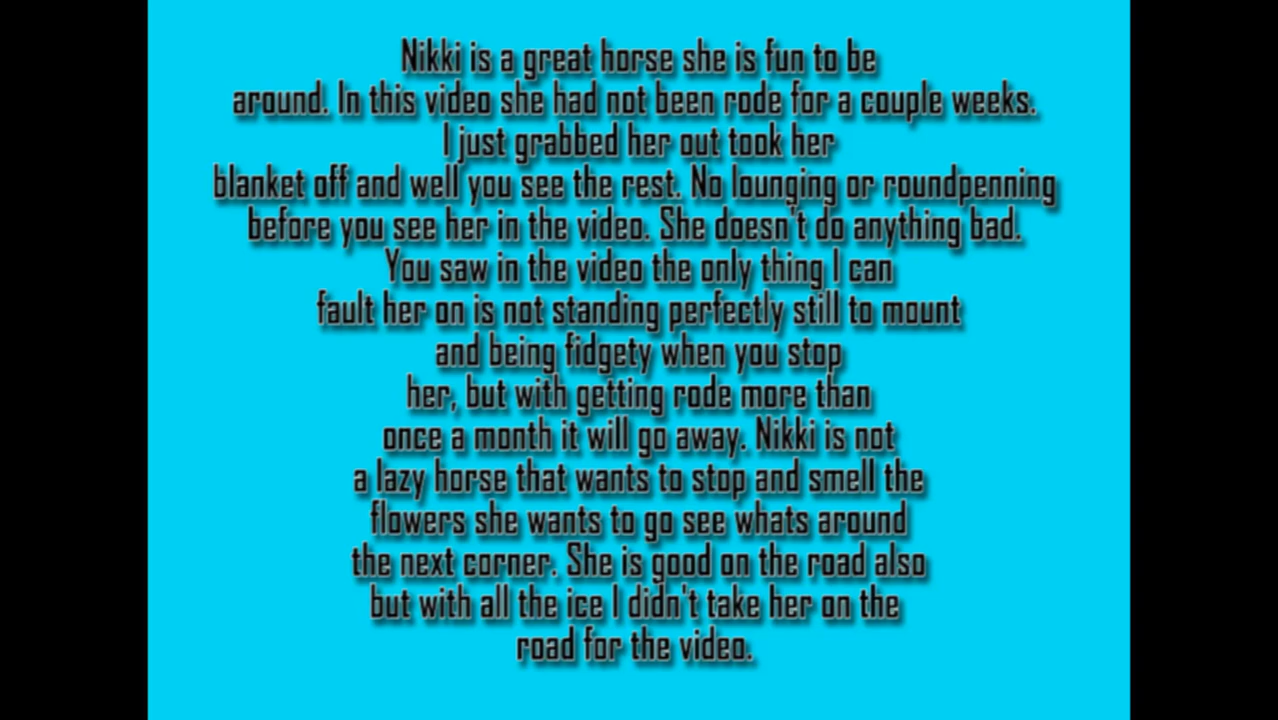 Nikki is a great horse she is fun to be
around. In this video she had not been rode for a couple weeks.
I just grabbed her out took her
blanket off and well you see the rest. No lounging or roundpenning
before you see her in the video. She doesn't do anything bad.
You saw in the video the only thing I can
fault her on is not standing perfectly still to mount
and being fidgety when you stop
her, but with getting rode more than
once a month it will go away. Nikki is not
a lazy horse that wants to stop and smell the
flowers she wants to go see whats around
the next corner. She is good on the road also
but with all the ice I didn't take her on the
road for the video.